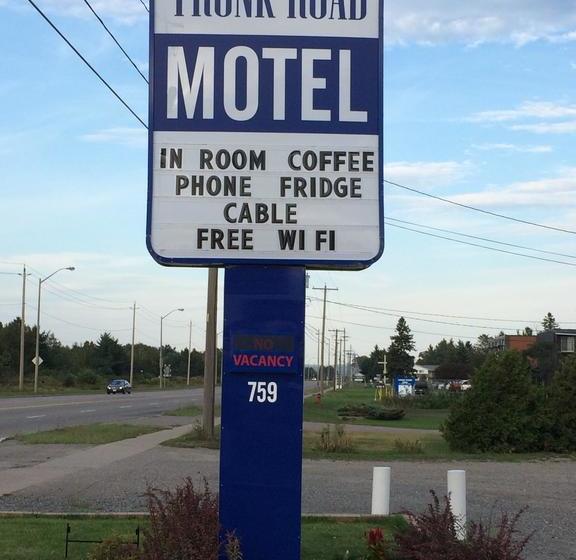 TRUNK ROAD
MOTEL
IN ROOM COFFEE
PHONE FRIDGE
CABLE
FREE WI FI
NO
VACANCY
759